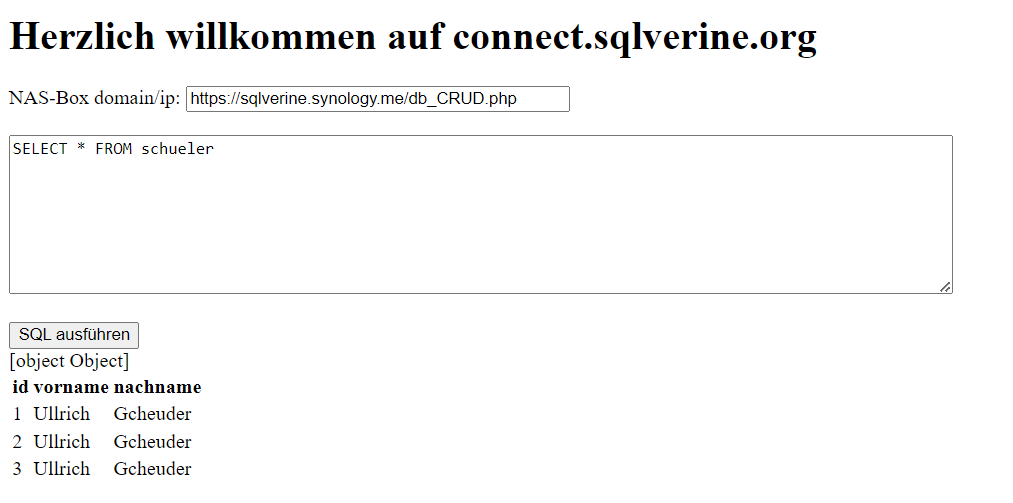 Herzlich willkommen auf connect.sqlverine.org
NAS-Box domain/ip: https://sqlverine.synology.me/db_CRUD.php
SELECT * FROM schueler
SQL ausführen
[object Object]
id vorname nachname
1 Ullrich Gcheuder
2 Ullrich Gcheuder
3 Ullrich Gcheuder